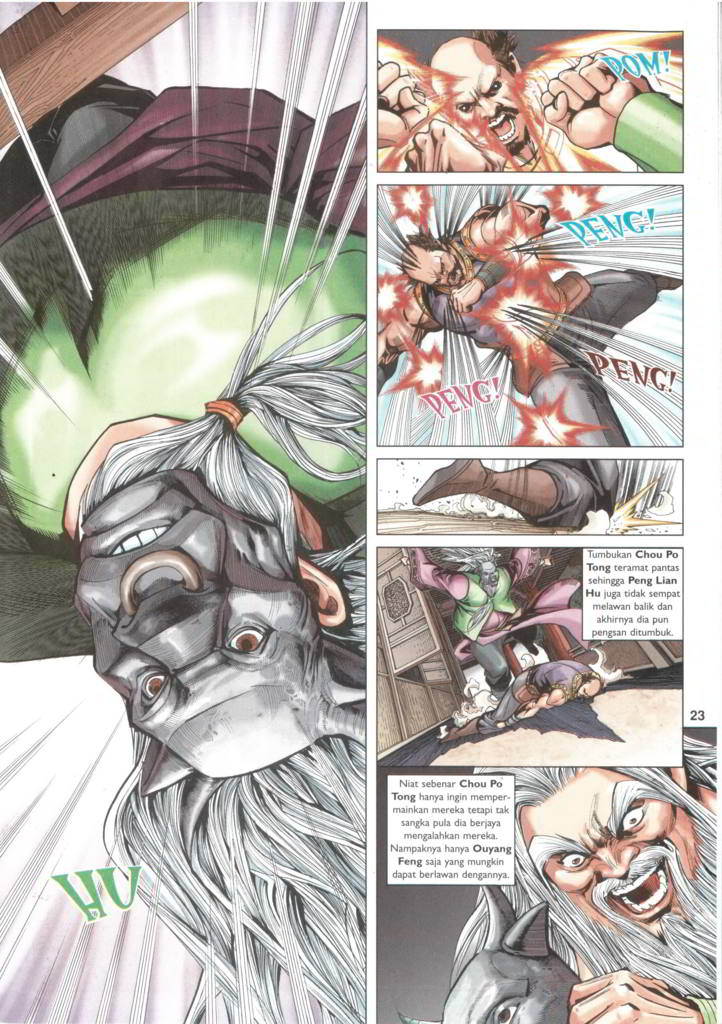 HU
POM!
PENG!
PENG!
PENG!
Tumbukan Chou Po
Tong teramat pantas
sehingga Peng Lian
Hu juga tidak sempat
melawan balik dan
akhirnya dia pun
pengsan ditumbuk.
23
Niat sebenar Chou Po
Tong hanya ingin memper-
mainkan mereka tetapi tak
sangka pula dia berjaya
mengalahkan mereka.
Nampaknya hanya Ouyang
Feng saja yang mungkin
dapat berlawan dengannya.